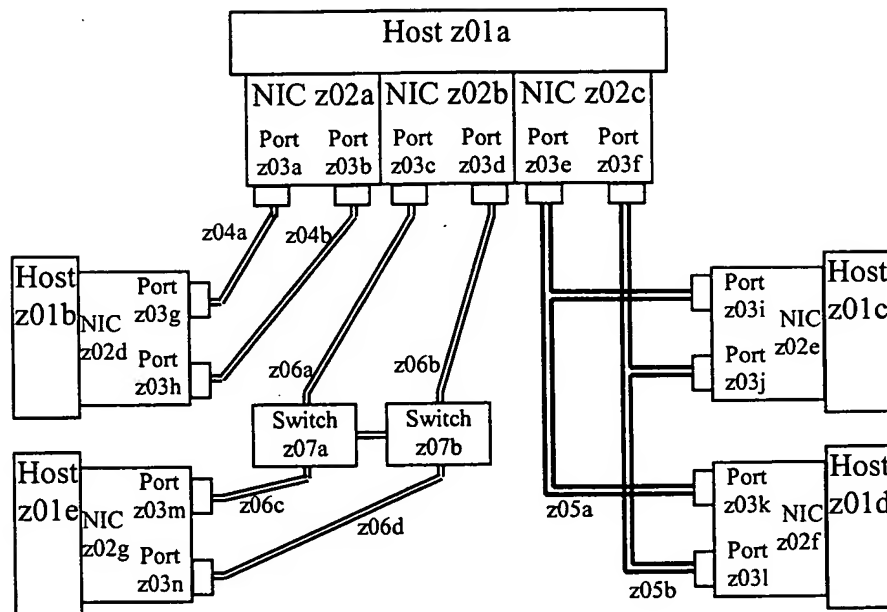 Host z01a
NIC z02a
NIC z02b
NIC z02c
Port
z03a
Port
z03b
Port
z03c
Port
z03d
Port
z03e
Port
z03f
z04a
z04b
Host
z01b
NIC
z02d
Port
z03g
Port
z03h
z06a
z06b
Port
z03i
NIC
z02e
Port
z03j
Host
z01c
Switch
z07a
Switch
z07b
Host
z01e
NIC
z02g
Port
z03m
Port
z03n
z06c
z06d
z05a
z05b
Port
z03k
NIC
z02f
Port
z03l
Host
z01d